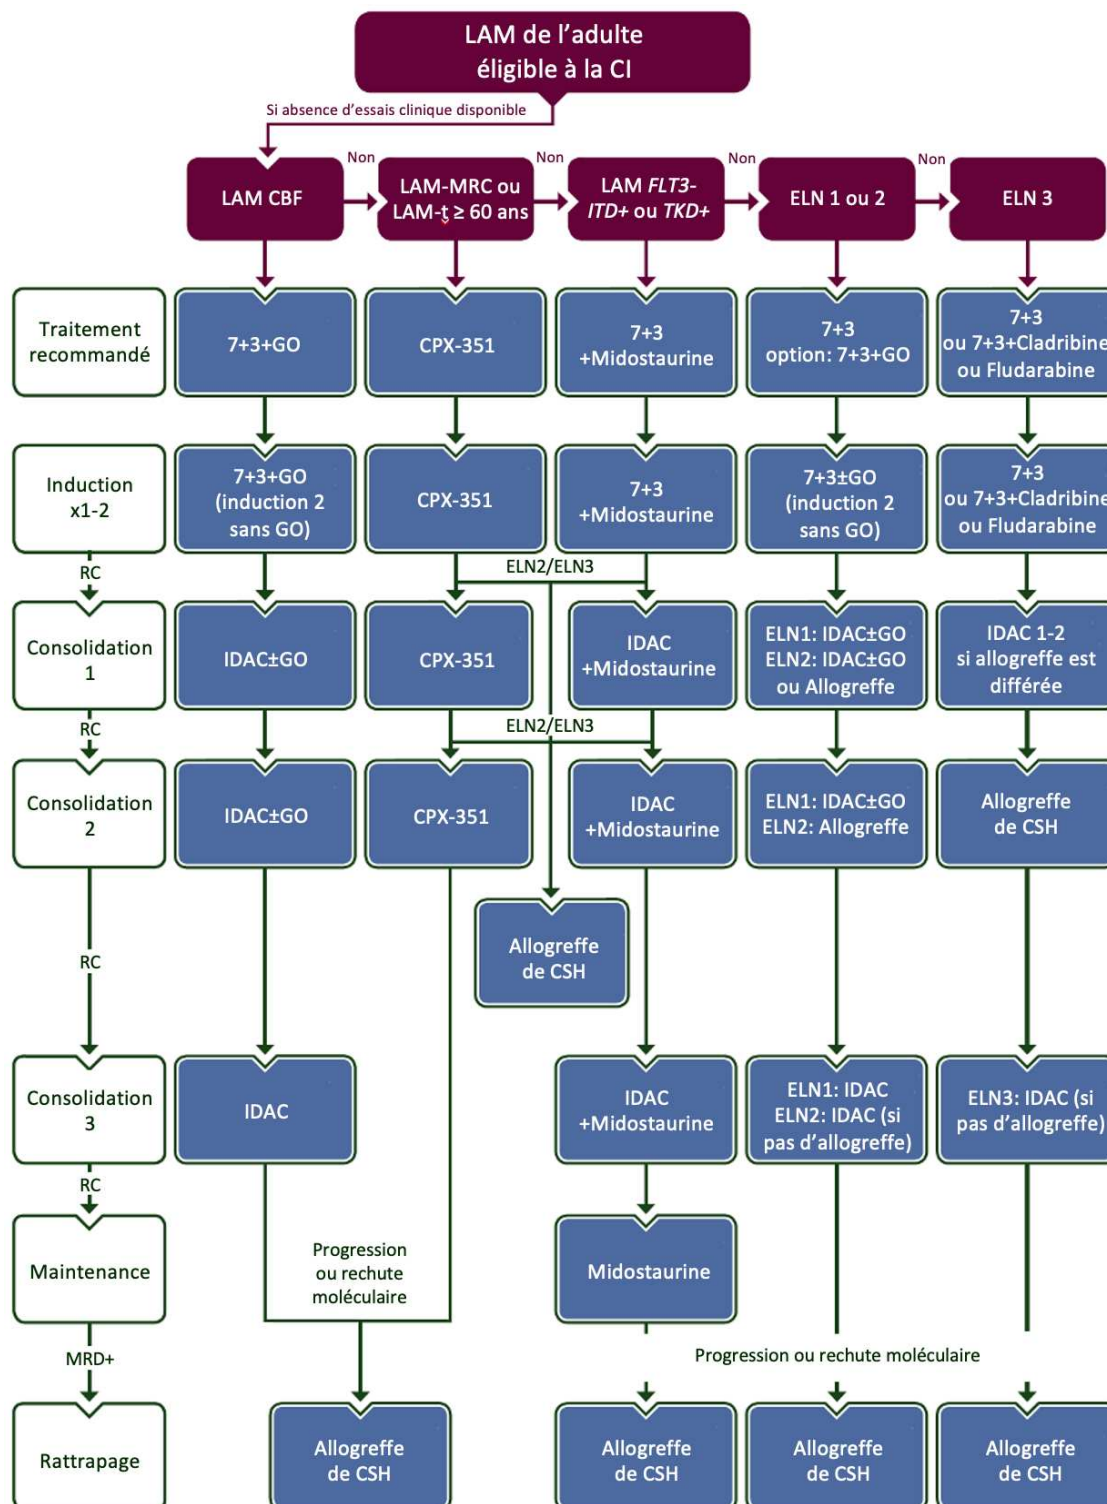 LAM de l'adulte
éligible à la CI
Si absence d'essais clinique disponible
Non
Non
Non
Non
LAM CBF
LAM-MRC ou
LAM-t ≥ 60 ans
LAM FLT3-
ITD+ ou TKD+
ELN 1 ou 2
ELN 3
Traitement
recommandé
7+3+GO
CPX-351
7+3
+Midostaurine
7+3
option: 7+3+GO
7+3
ou 7+3+Cladribine
ou Fludarabine
Induction
x1-2
7+3+GO
(induction 2
sans GO)
CPX-351
7+3
+Midostaurine
7+3±GO
(induction 2
sans GO)
7+3
ou 7+3+Cladribine
ou Fludarabine
RC
ELN2/ELN3
Consolidation
1
IDAC±GO
CPX-351
IDAC
+Midostaurine
ELN1: IDAC±GO
ELN2: IDAC±GO
ou Allogreffe
IDAC 1-2
si allogreffe est
différée
RC
ELN2/ELN3
Consolidation
2
IDAC±GO
CPX-351
IDAC
+Midostaurine
ELN1: IDAC±GO
ELN2: Allogreffe
Allogreffe
de CSH
Allogreffe
de CSH
RC
Consolidation
3
IDAC
IDAC
+Midostaurine
ELN1: IDAC
ELN2: IDAC (si
pas d'allogreffe)
ELN3: IDAC (si
pas d'allogreffe)
RC
Maintenance
Progression
ou rechute
moléculaire
Midostaurine
MRD+
Progression ou rechute moléculaire
Rattrapage
Allogreffe
de CSH
Allogreffe
de CSH
Allogreffe
de CSH
Allogreffe
de CSH